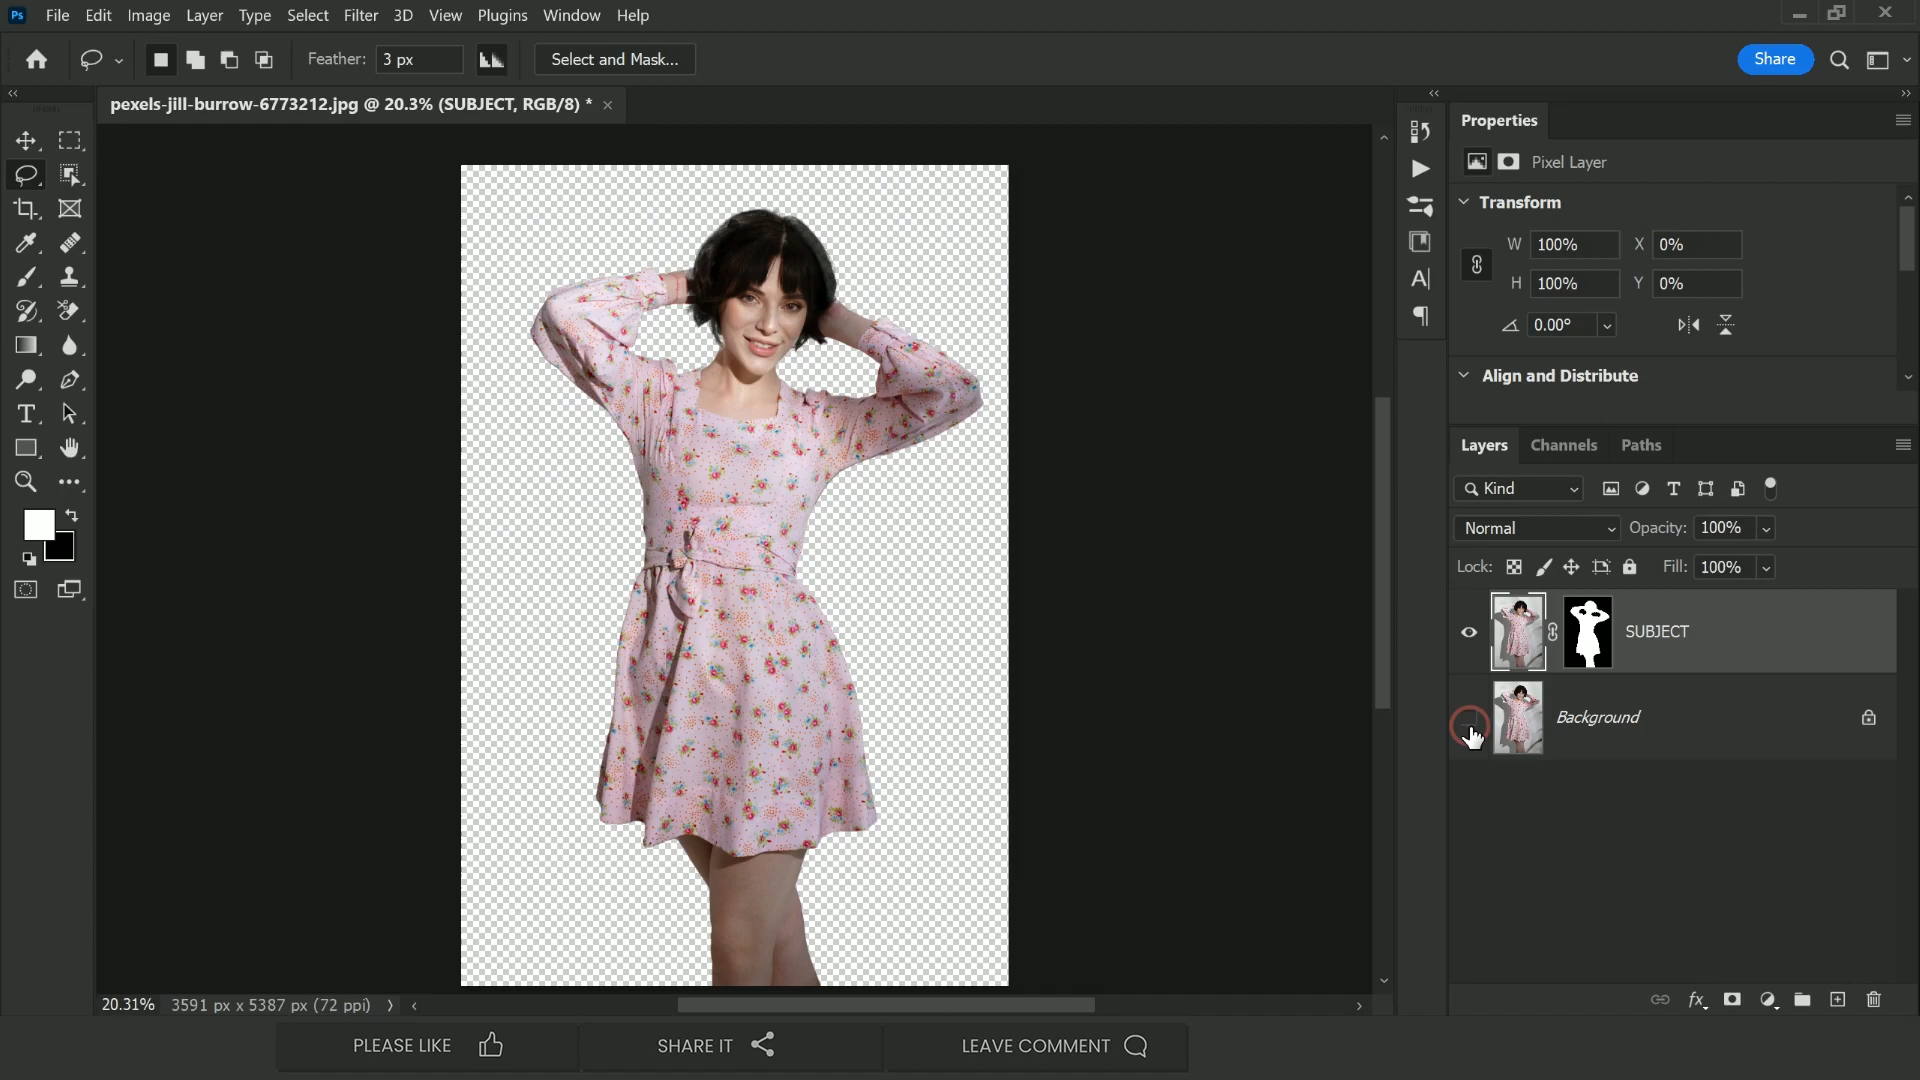 Ps File Edit Image Layer Type Select Filter 3D View Plugins Window Help
Feather: 3 px Select and Mask... Share
pexels-jill-burrow-6773212.jpg @ 20.3% (SUBJECT, RGB/8) *
Properties
Pixel Layer
Transform
W 100% X 0%
H 100% Y 0%
0.00°
Align and Distribute
Layers Channels Paths
Kind
Normal Opacity: 100%
Lock: Fill: 100%
SUBJECT
Background
20.31% 3591 px x 5387 px (72 ppi)
fx
PLEASE LIKE SHARE IT LEAVE COMMENT